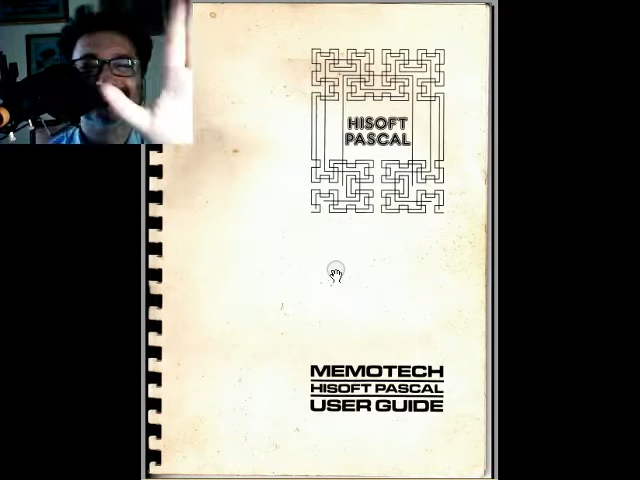 HISOFT
PASCAL
MEMOTECH
HISOFT PASCAL
USER GUIDE